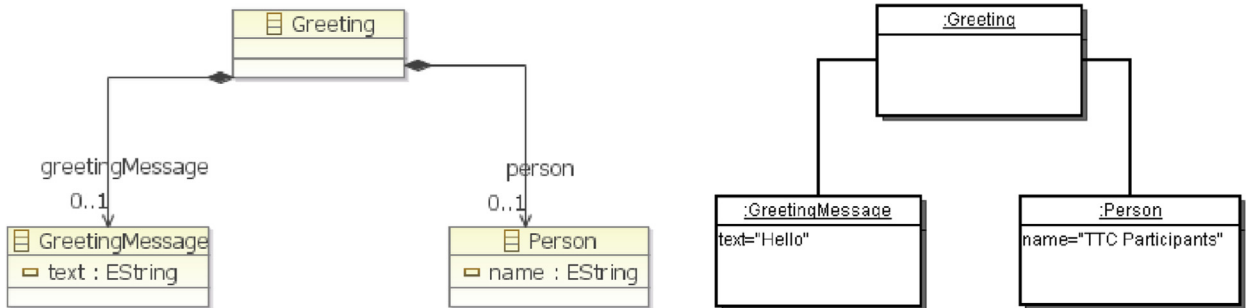 Greeting
greetingMessage
0..1
person
0..1
GreetingMessage
text : EString
Person
name : EString
:Greeting
:GreetingMessage
text="Hello"
:Person
name="TTC Participants"